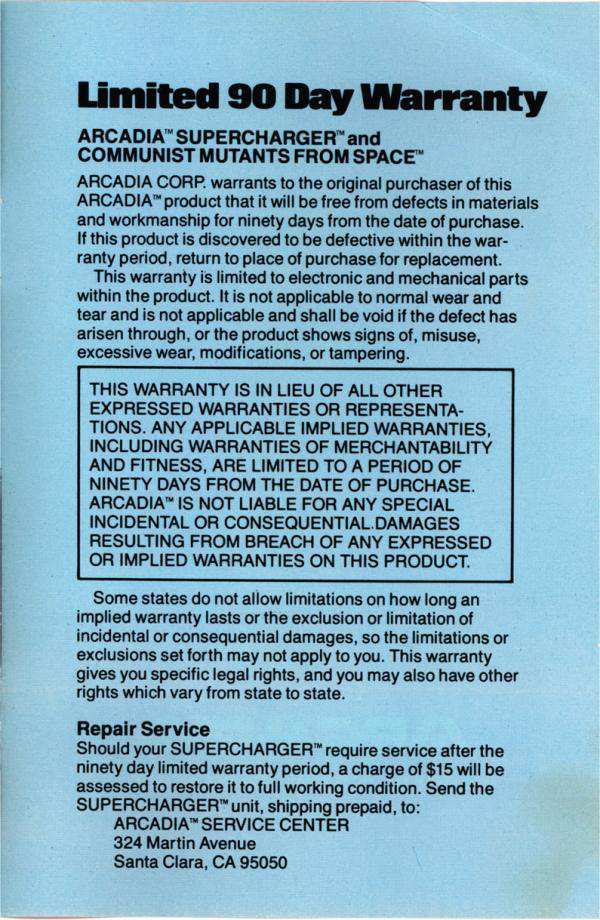 Limited 90 Day Warranty
ARCADIA™ SUPERCHARGER™ and
COMMUNIST MUTANTS FROM SPACE™
ARCADIA CORP. warrants to the original purchaser of this
ARCADIA™ product that it will be free from defects in materials
and workmanship for ninety days from the date of purchase.
If this product is discovered to be defective within the war-
ranty period, return to place of purchase for replacement.
This warranty is limited to electronic and mechanical parts
within the product. It is not applicable to normal wear and
tear and is not applicable and shall be void if the defect has
arisen through, or the product shows signs of, misuse,
excessive wear, modifications, or tampering.
THIS WARRANTY IS IN LIEU OF ALL OTHER
EXPRESSED WARRANTIES OR REPRESENTA-
TIONS. ANY APPLICABLE IMPLIED WARRANTIES,
INCLUDING WARRANTIES OF MERCHANTABILITY
AND FITNESS, ARE LIMITED TO A PERIOD OF
NINETY DAYS FROM THE DATE OF PURCHASE.
ARCADIA™ IS NOT LIABLE FOR ANY SPECIAL
INCIDENTAL OR CONSEQUENTIAL.DAMAGES
RESULTING FROM BREACH OF ANY EXPRESSED
OR IMPLIED WARRANTIES ON THIS PRODUCT.
Some states do not allow limitations on how long an
implied warranty lasts or the exclusion or limitation of
incidental or consequential damages, so the limitations or
exclusions set forth may not apply to you. This warranty
gives you specific legal rights, and you may also have other
rights which vary from state to state.
Repair Service
Should your SUPERCHARGER™ require service after the
ninety day limited warranty period, a charge of $15 will be
assessed to restore it to full working condition. Send the
SUPERCHARGER™ unit, shipping prepaid, to:
ARCADIA™ SERVICE CENTER
324 Martin Avenue
Santa Clara, CA 95050